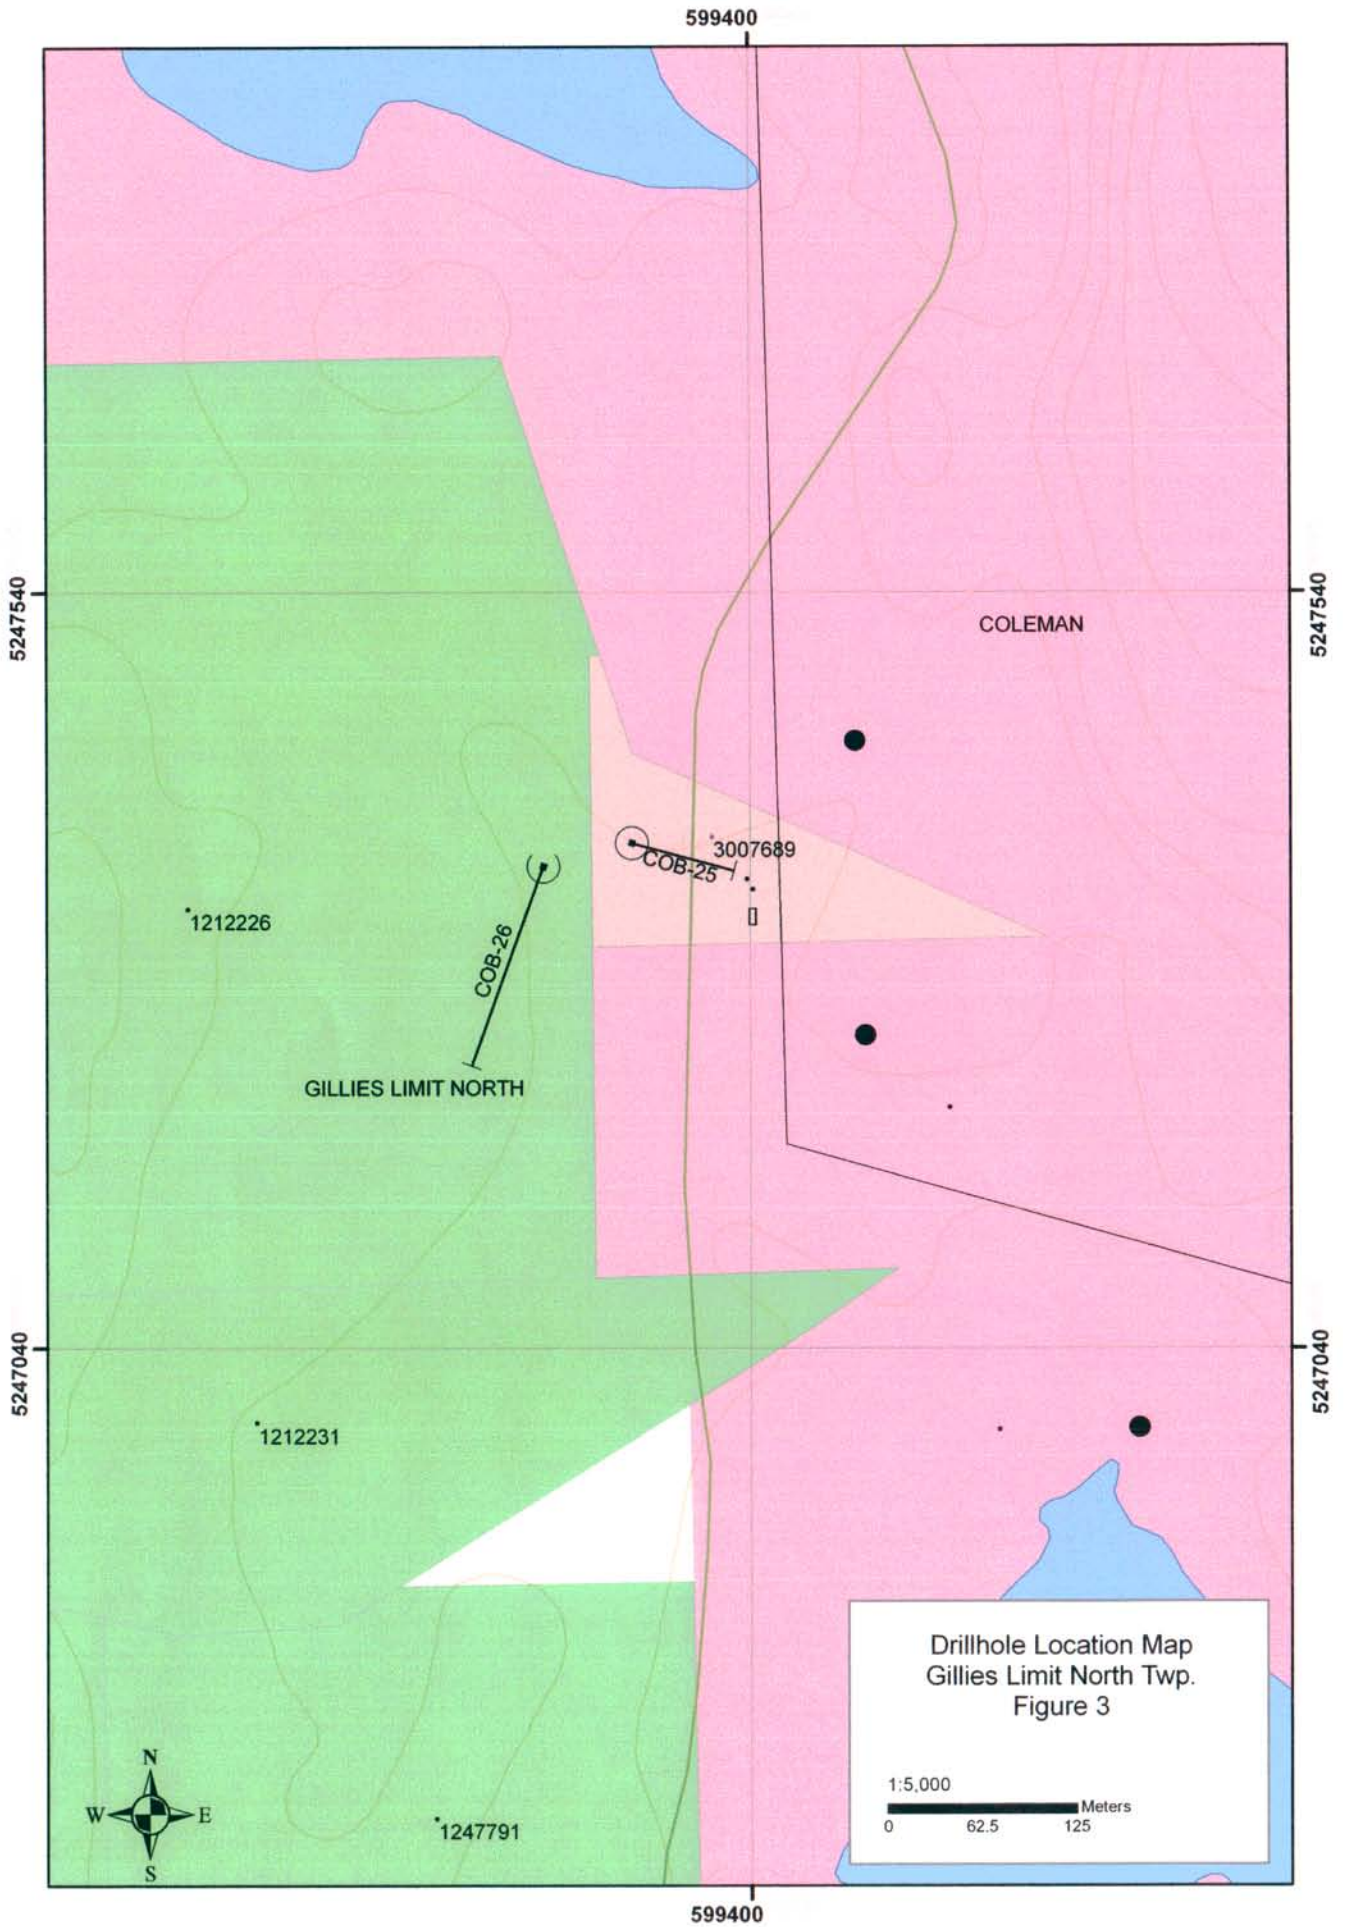 599400
5247540
5247540
COLEMAN
3007689
COB-25
1212226
COB-26
GILLIES LIMIT NORTH
5247040
5247040
1212231
Drillhole Location Map
Gillies Limit North Twp.
Figure 3
1:5,000
Meters
0 62.5 125
N
W E
S
1247791
599400